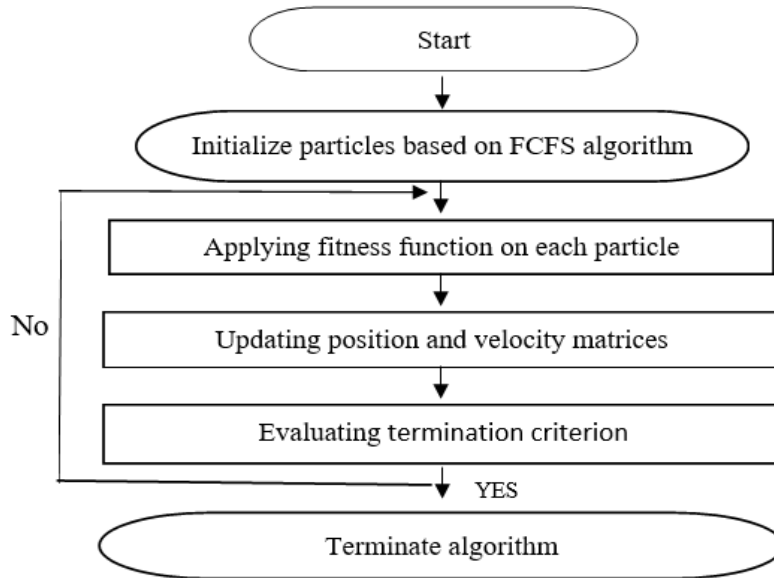 Start
Initialize particles based on FCFS algorithm
Applying fitness function on each particle
No
Updating position and velocity matrices
Evaluating termination criterion
YES
Terminate algorithm